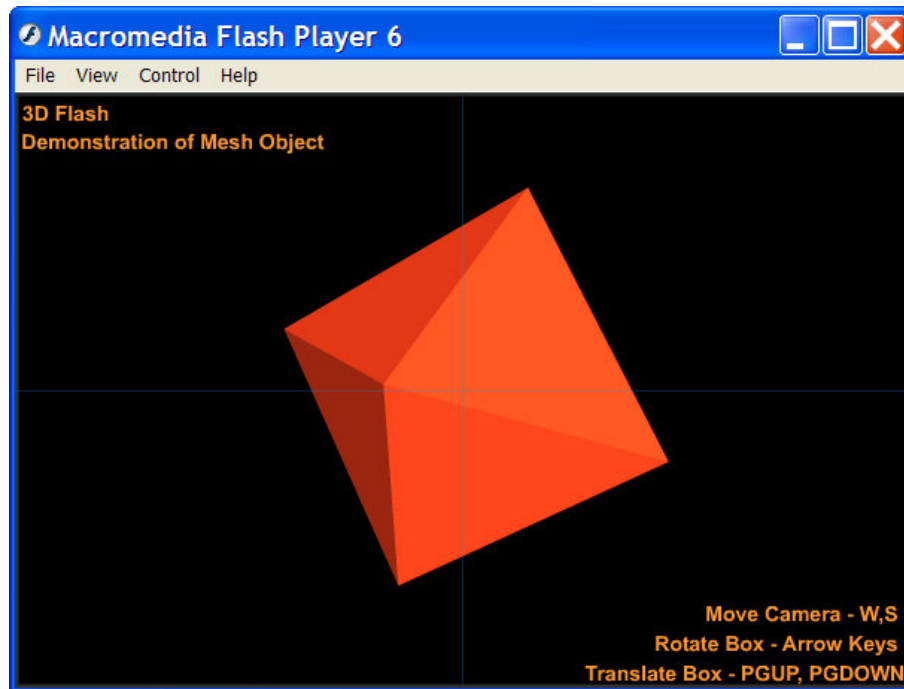 Macromedia Flash Player 6
File View Control Help
3D Flash
Demonstration of Mesh Object
Move Camera - W,S
Rotate Box - Arrow Keys
Translate Box - PGUP, PGDOWN